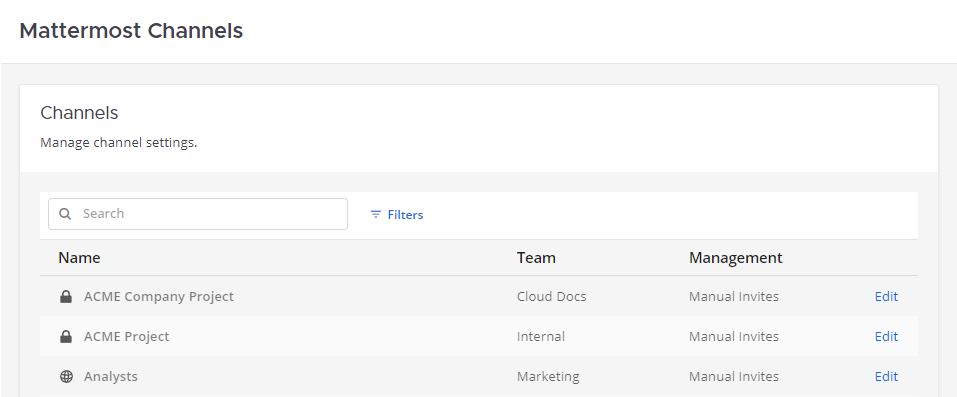 Mattermost Channels
Channels
Manage channel settings.
Search Filters
Name Team Management
ACME Company Project Cloud Docs Manual Invites Edit
ACME Project Internal Manual Invites Edit
Analysts Marketing Manual Invites Edit